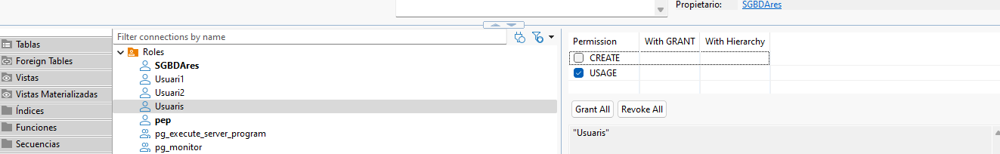 Propietario: SGBDAres
Tablas
Foreign Tables
Vistas
Vistas Materializadas
Índices
Funciones
Secuencias
Filter connections by name
Roles
SGBDAres
Usuari1
Usuari2
Usuaris
pep
pg_execute_server_program
pg_monitor
Permission With GRANT With Hierarchy
CREATE
USAGE
Grant All Revoke All
"Usuaris"